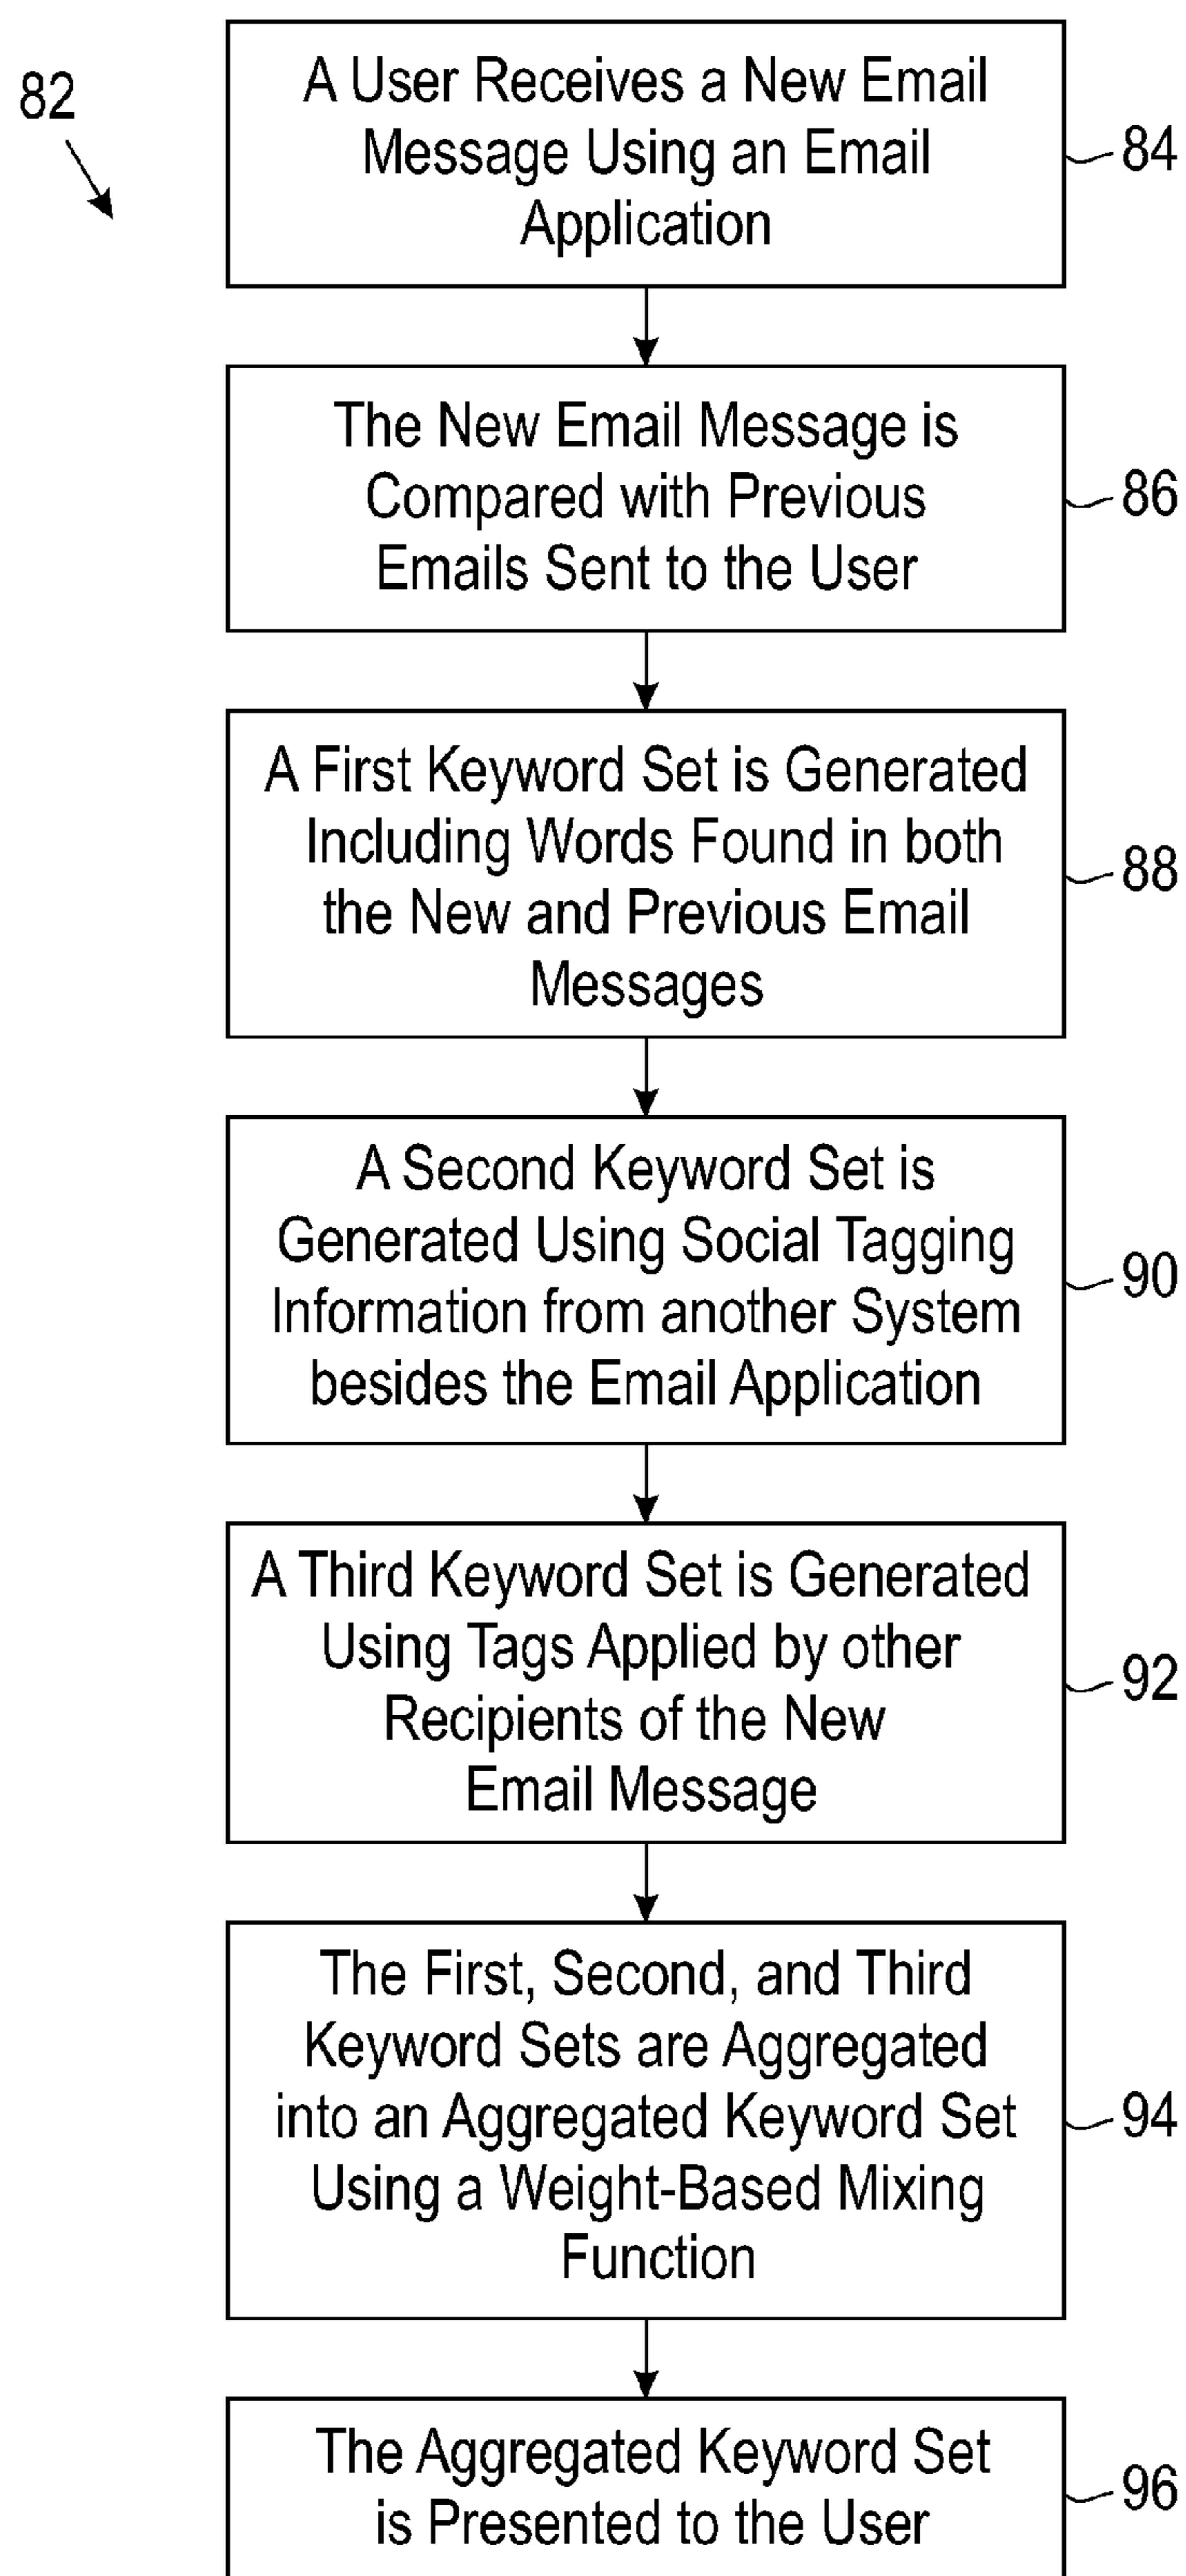 82
A User Receives a New Email
Message Using an Email
Application
84
The New Email Message is
Compared with Previous
Emails Sent to the User
86
A First Keyword Set is Generated
Including Words Found in both
the New and Previous Email
Messages
88
A Second Keyword Set is
Generated Using Social Tagging
Information from another System
besides the Email Application
90
A Third Keyword Set is Generated
Using Tags Applied by other
Recipients of the New
Email Message
92
The First, Second, and Third
Keyword Sets are Aggregated
into an Aggregated Keyword Set
Using a Weight-Based Mixing
Function
94
The Aggregated Keyword Set
is Presented to the User
96